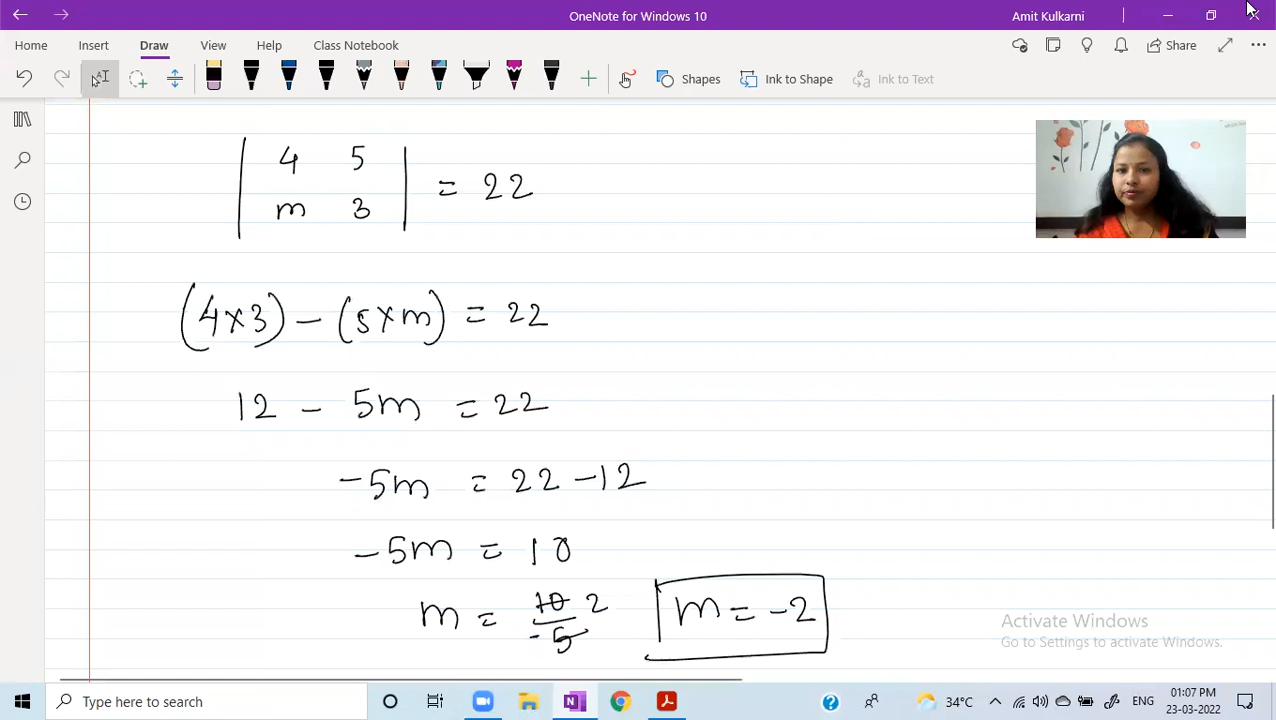 OneNote for Windows 10
Amit Kulkarni
Home Insert Draw View Help Class Notebook
Share
Shapes Ink to Shape Ink to Text
4 5
m 3
= 22
(4×3) - (5×m) = 22
12 - 5m = 22
-5m = 22 -12
-5m = 10
m = 10/-5 2 m = -2
Activate Windows
Go to Settings to activate Windows.
Type here to search
34°C ENG 01:07 PM
23-03-2022